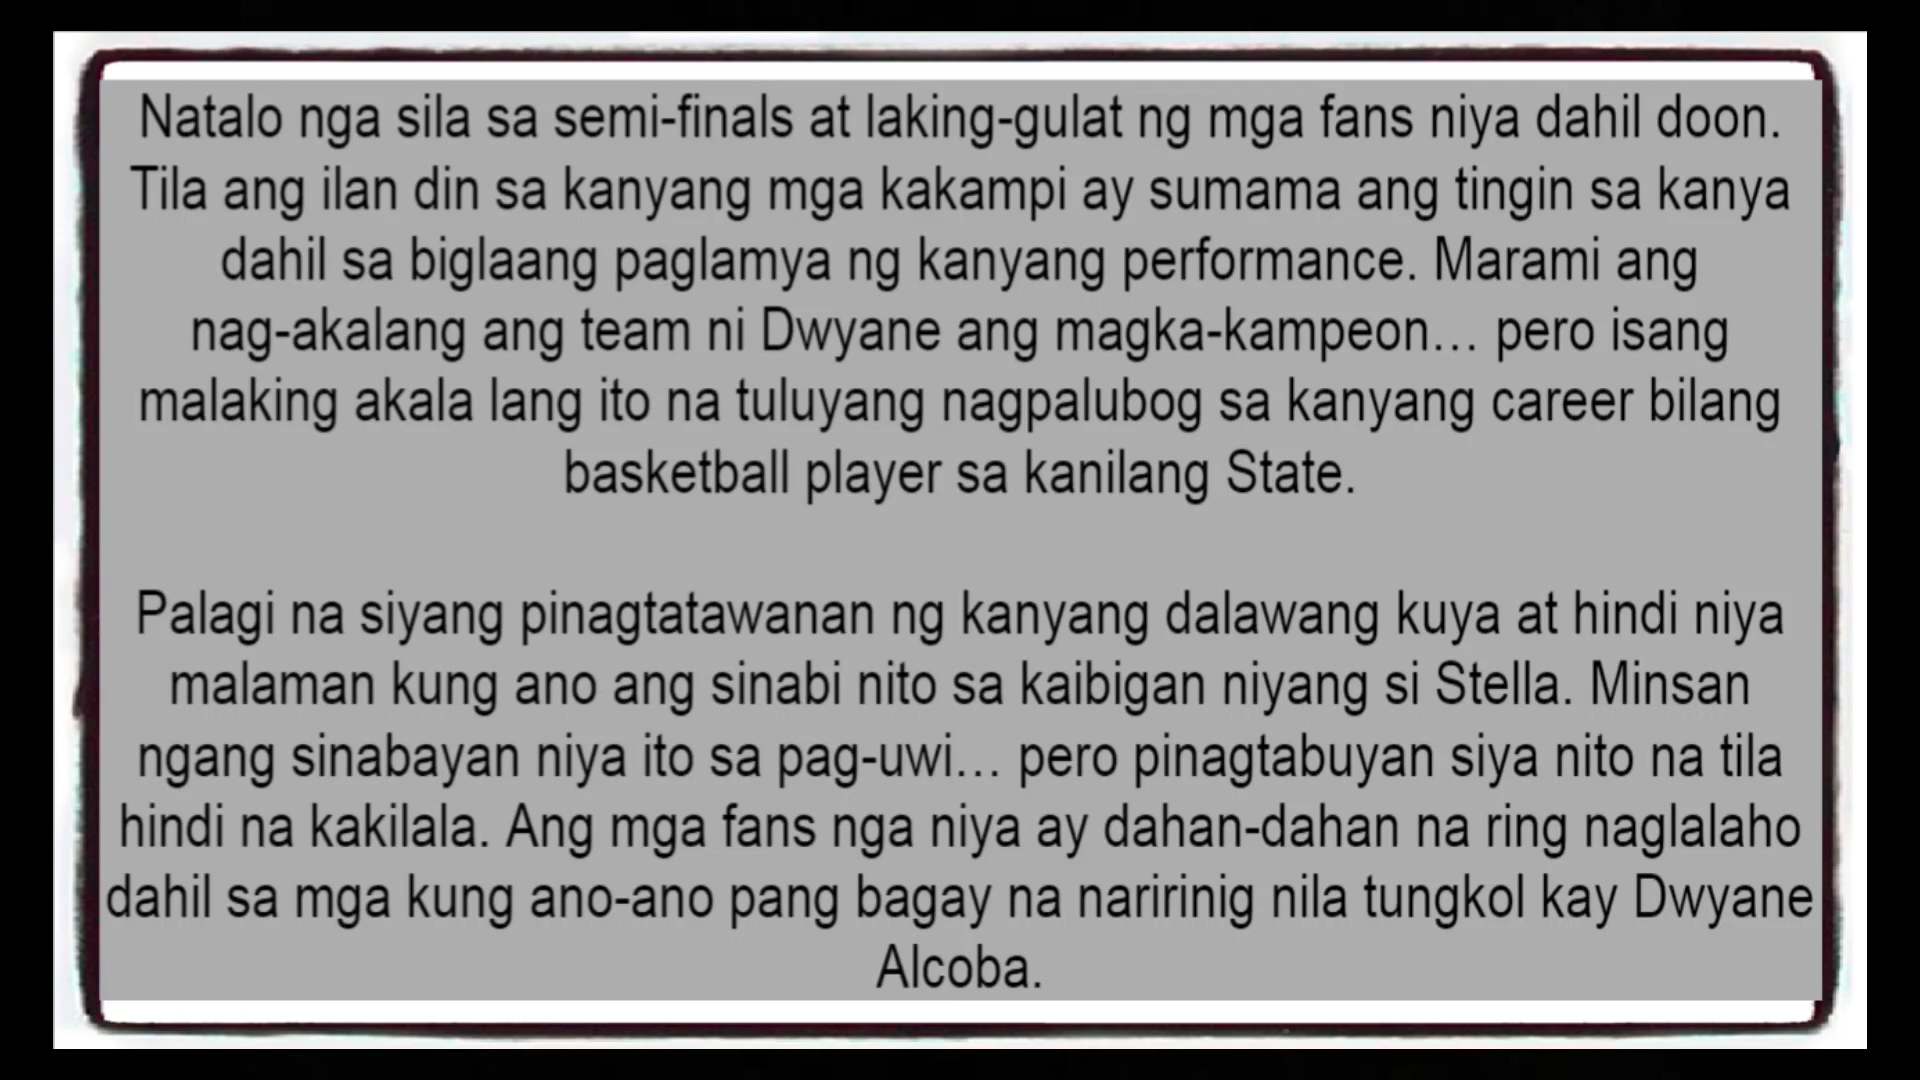 Natalo nga sila sa semi-finals at laking-gulat ng mga fans niya dahil doon.
Tila ang ilan din sa kanyang mga kakampi ay sumama ang tingin sa kanya
dahil sa biglaang paglamya ng kanyang performance. Marami ang
nag-akalang ang team ni Dwyane ang magka-kampeon... pero isang
malaking akala lang ito na tuluyang nagpalubog sa kanyang career bilang
basketball player sa kanilang State.
Palagi na siyang pinagtatawanan ng kanyang dalawang kuya at hindi niya
malaman kung ano ang sinabi nito sa kaibigan niyang si Stella. Minsan
ngang sinabayan niya ito sa pag-uwi... pero pinagtabuyan siya nito na tila
hindi na kakilala. Ang mga fans nga niya ay dahan-dahan na ring naglalaho
dahil sa mga kung ano-ano pang bagay na naririnig nila tungkol kay Dwyane
Alcoba.